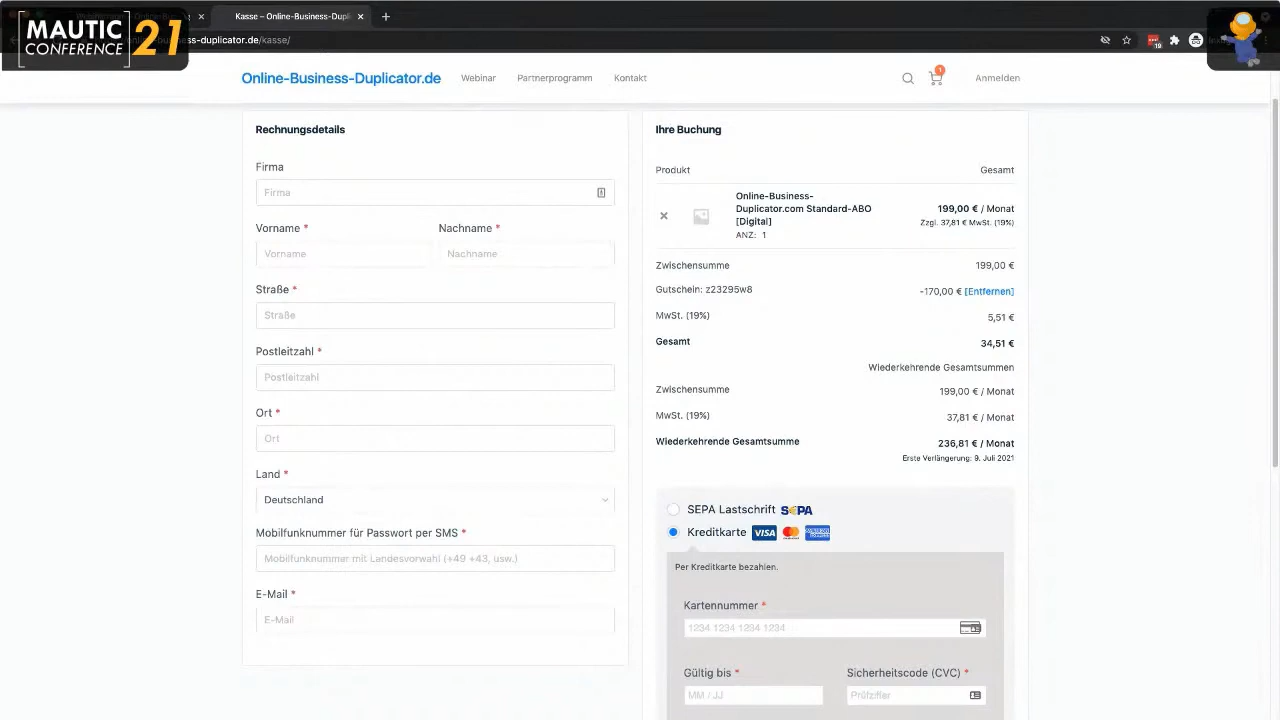 MAUTIC
CONFERENCE
21
Kasse – Online-Business-Dupl
-duplicator.de/kasse/
19
Online-Business-Duplicator.de
Webinar
Partnerprogramm
Kontakt
1
Anmelden
Rechnungsdetails
Firma
Firma
Vorname *
Nachname *
Vorname
Nachname
Straße *
Straße
Postleitzahl *
Postleitzahl
Ort *
Ort
Land *
Deutschland
Mobilfunknummer für Passwort per SMS *
Mobilfunknummer mit Landesvorwahl (+49 +43, usw.)
E-Mail *
E-Mail
Ihre Buchung
Produkt
Gesamt
Online-Business-
Duplicator.com Standard-ABO
[Digital]
ANZ: 1
199,00 € / Monat
Zzgl. 37,81 € MwSt. (19%)
Zwischensumme
199,00 €
Gutschein: z23295w8
-170,00 € [Entfernen]
MwSt. (19%)
5,51 €
Gesamt
34,51 €
Wiederkehrende Gesamtsummen
Zwischensumme
199,00 € / Monat
MwSt. (19%)
37,81 € / Monat
Wiederkehrende Gesamtsumme
236,81 € / Monat
Erste Verlängerung: 9. Juli 2021
SEPA Lastschrift SEPA
Kreditkarte VISA
Per Kreditkarte bezahlen.
Kartennummer *
1234 1234 1234 1234
Gültig bis *
Sicherheitscode (CVC) *
MM / JJ
Prüfziffer